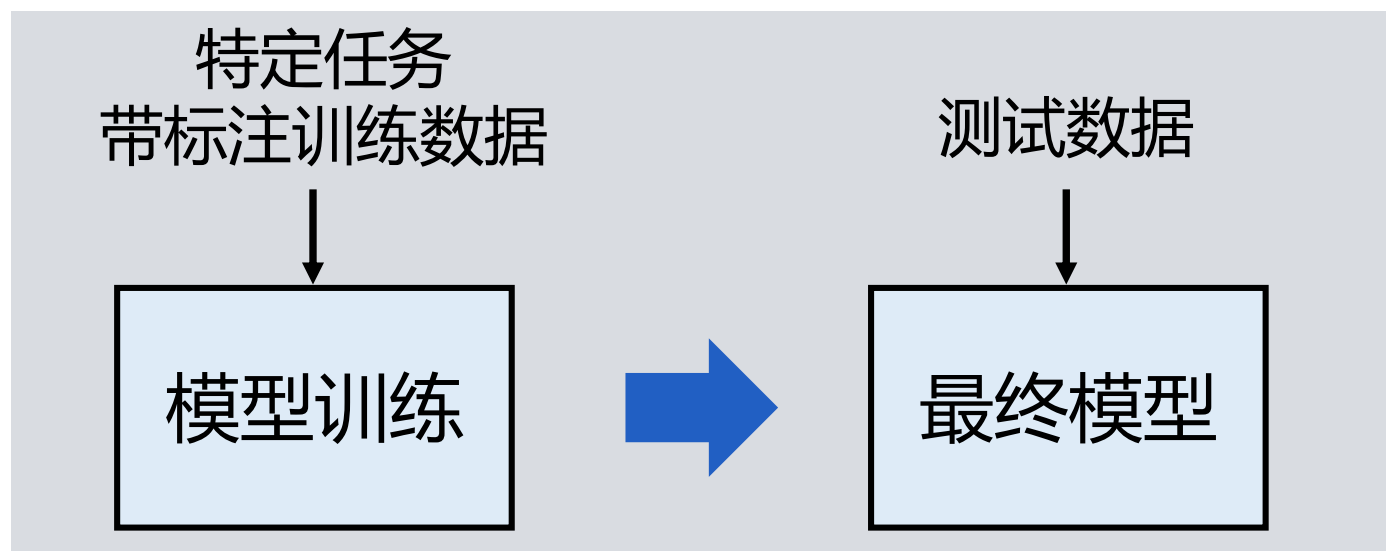 特定任务
带标注训练数据
测试数据
模型训练
最终模型